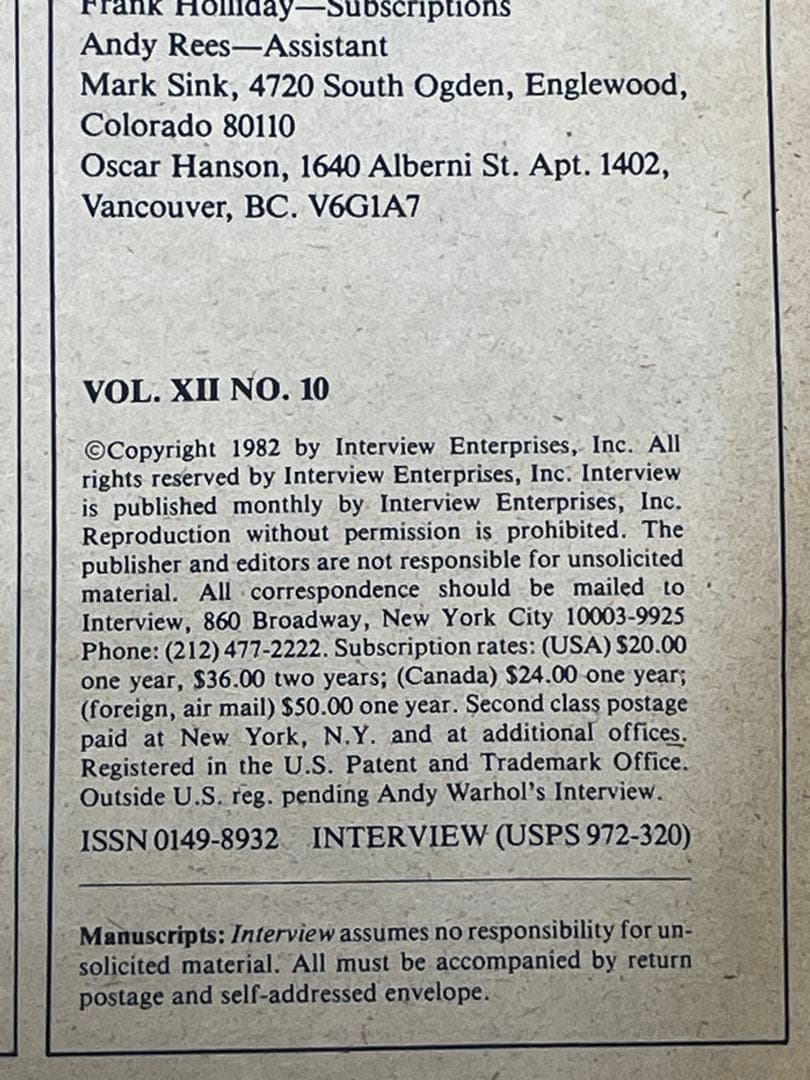 Frank Holliday—Subscriptions
Andy Rees—Assistant
Mark Sink, 4720 South Ogden, Englewood,
Colorado 80110
Oscar Hanson, 1640 Alberni St. Apt. 1402,
Vancouver, BC. V6G1A7
VOL. XII NO. 10
©Copyright 1982 by Interview Enterprises, Inc. All
rights reserved by Interview Enterprises, Inc. Interview
is published monthly by Interview Enterprises, Inc.
Reproduction without permission is prohibited. The
publisher and editors are not responsible for unsolicited
material. All correspondence should be mailed to
Interview, 860 Broadway, New York City 10003-9925
Phone: (212) 477-2222. Subscription rates: (USA) $20.00
one year, $36.00 two years; (Canada) $24.00 one year;
(foreign, air mail) $50.00 one year. Second class postage
paid at New York, N.Y. and at additional offices.
Registered in the U.S. Patent and Trademark Office.
Outside U.S. reg. pending Andy Warhol's Interview.
ISSN 0149-8932 INTERVIEW (USPS 972-320)
Manuscripts: Interview assumes no responsibility for un-
solicited material. All must be accompanied by return
postage and self-addressed envelope.